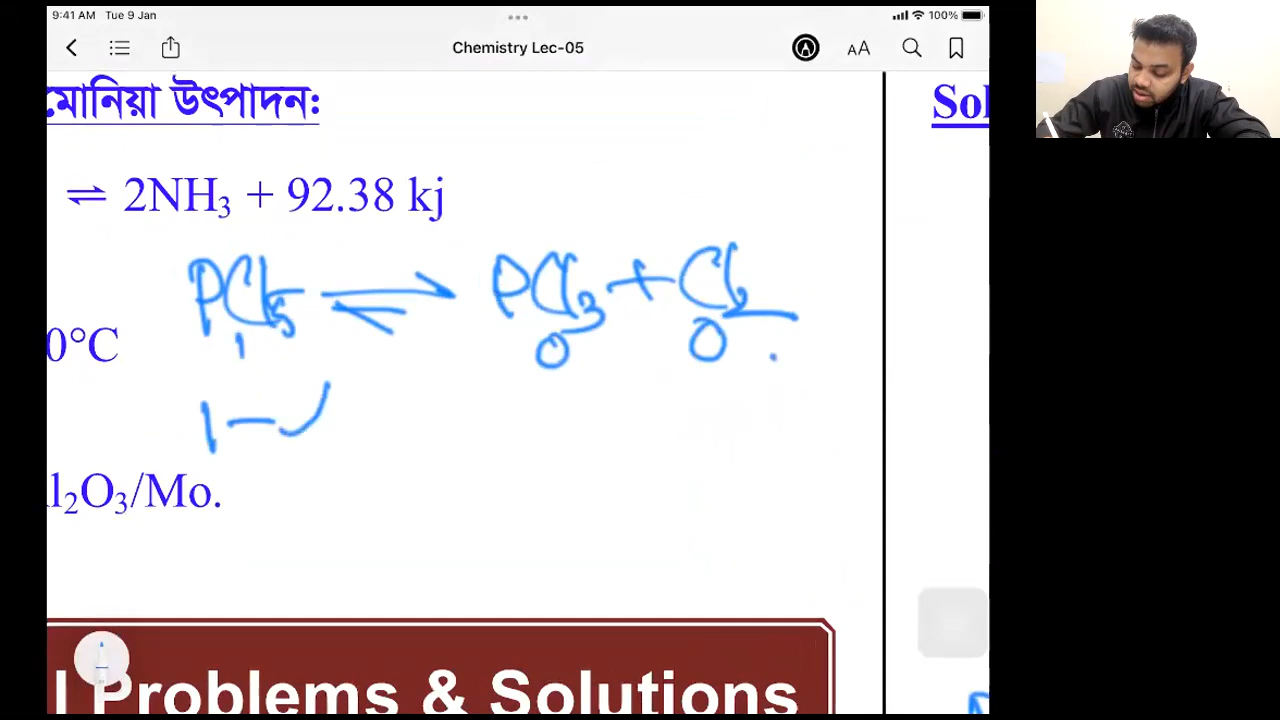 9:41 AM Tue 9 Jan
100%
Chemistry Lec-05
AA
মোনিয়া উৎপাদন:
Sol
⇌ 2NH₃ + 92.38 kj
PCl₅ ⇌ PCl₃ + Cl₂
0°C
1 0 0
1 -
l₂O₃/Mo.
l Problems & Solutions